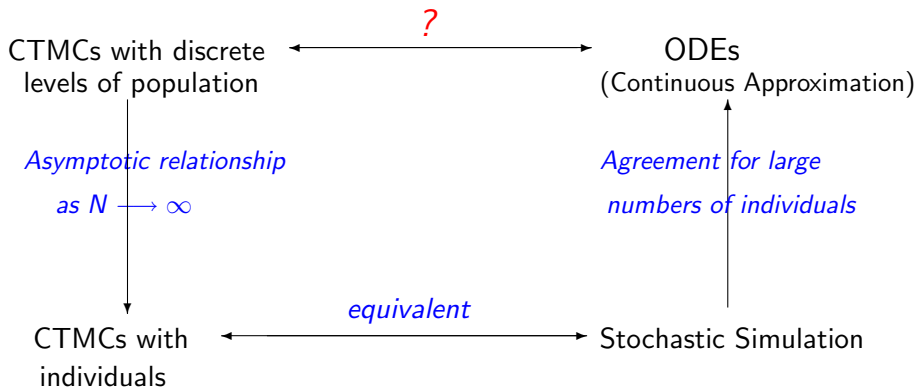 ?
CTMCs with discrete
levels of population
ODEs
(Continuous Approximation)
Asymptotic relationship
as N ⟶ ∞
Agreement for large
numbers of individuals
equivalent
CTMCs with
individuals
Stochastic Simulation